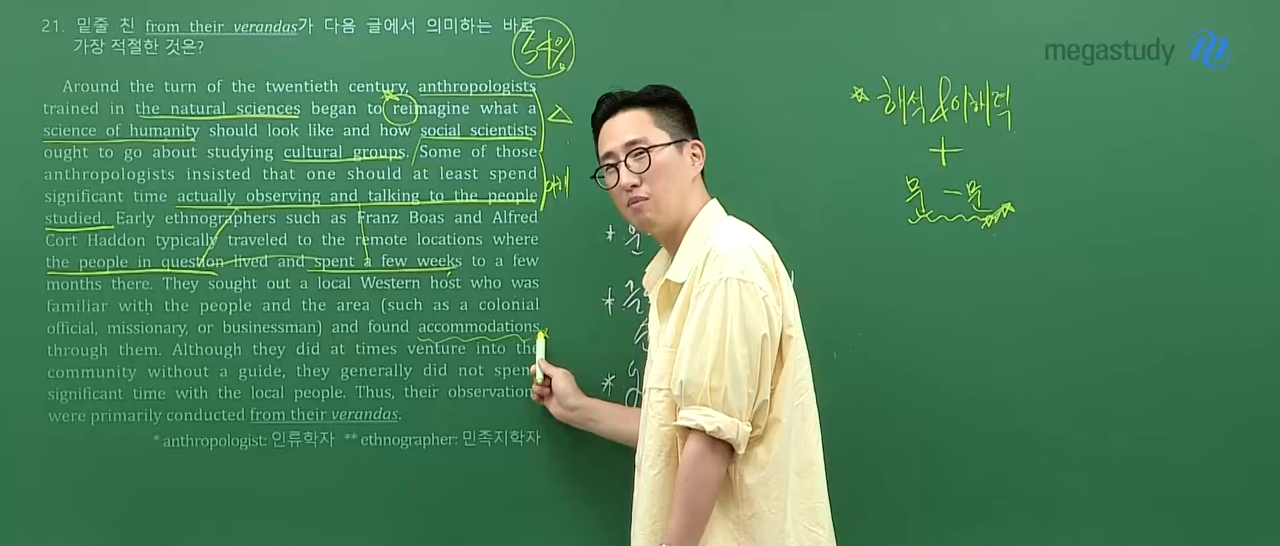 21. 밑줄 친 from their verandas가 다음 글에서 의미하는 바로
가장 적절한 것은?
54%
megastudy
Around the turn of the twentieth century, anthropologists
trained in the natural sciences began to reimagine what a
science of humanity should look like and how social scientists
ought to go about studying cultural groups. Some of those
anthropologists insisted that one should at least spend
significant time actually observing and talking to the people
studied. Early ethnographers such as Franz Boas and Alfred
Cort Haddon typically traveled to the remote locations where
the people in question lived and spent a few weeks to a few
months there. They sought out a local Western host who was
familiar with the people and the area (such as a colonial
official, missionary, or businessman) and found accommodations
through them. Although they did at times venture into the
community without a guide, they generally did not spen
significant time with the local people. Thus, their observation
were primarily conducted from their verandas.
* anthropologist: 인류학자 ** ethnographer: 민족지학자
해석 & 이해력
+